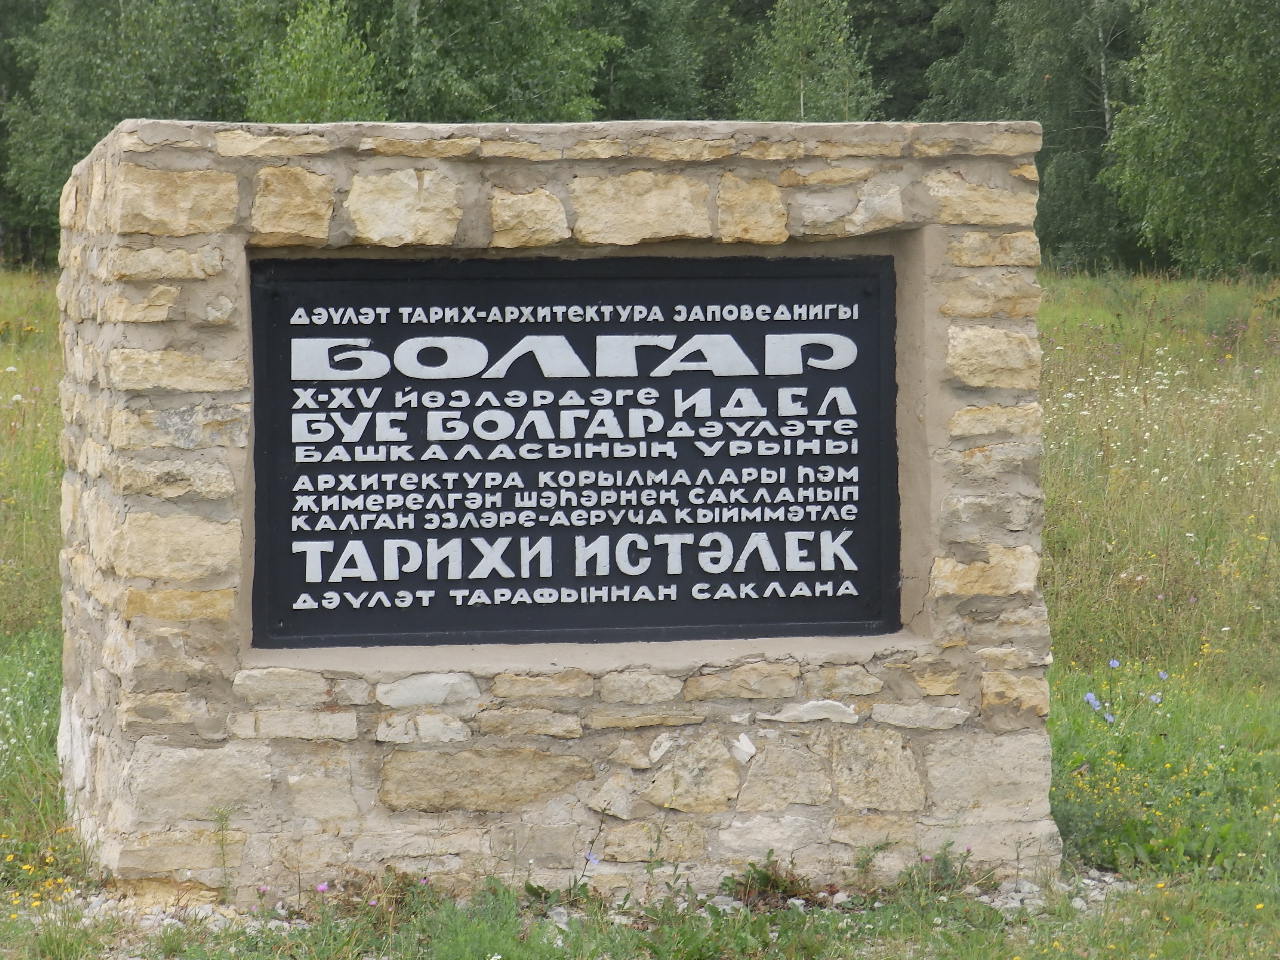 ДӘҮЛӘТ ТАРИХ-АРХИТЕКТУРА ЗАПОВЕДНИГЫ
БОЛГАР
X-XV ЙӨЗЛӘРДӘГЕ ИДЕЛ
БУЕ БОЛГАР ДӘҮЛӘТЕ
БАШКАЛАСЫНЫҢ УРЫНЫ
АРХИТЕКТУРА КОРЫЛМАЛАРЫ ҺӘМ
ҖИМЕРЕЛГӘН ШӘҺӘРНЕҢ САКЛАНЫП
КАЛГАН ЭЗЛӘРЕ-АЕРУЧА КЫЙММӘТЛЕ
ТАРИХИ ИСТӘЛЕК
ДӘҮЛӘТ ТАРАФЫННАН САКЛАНА